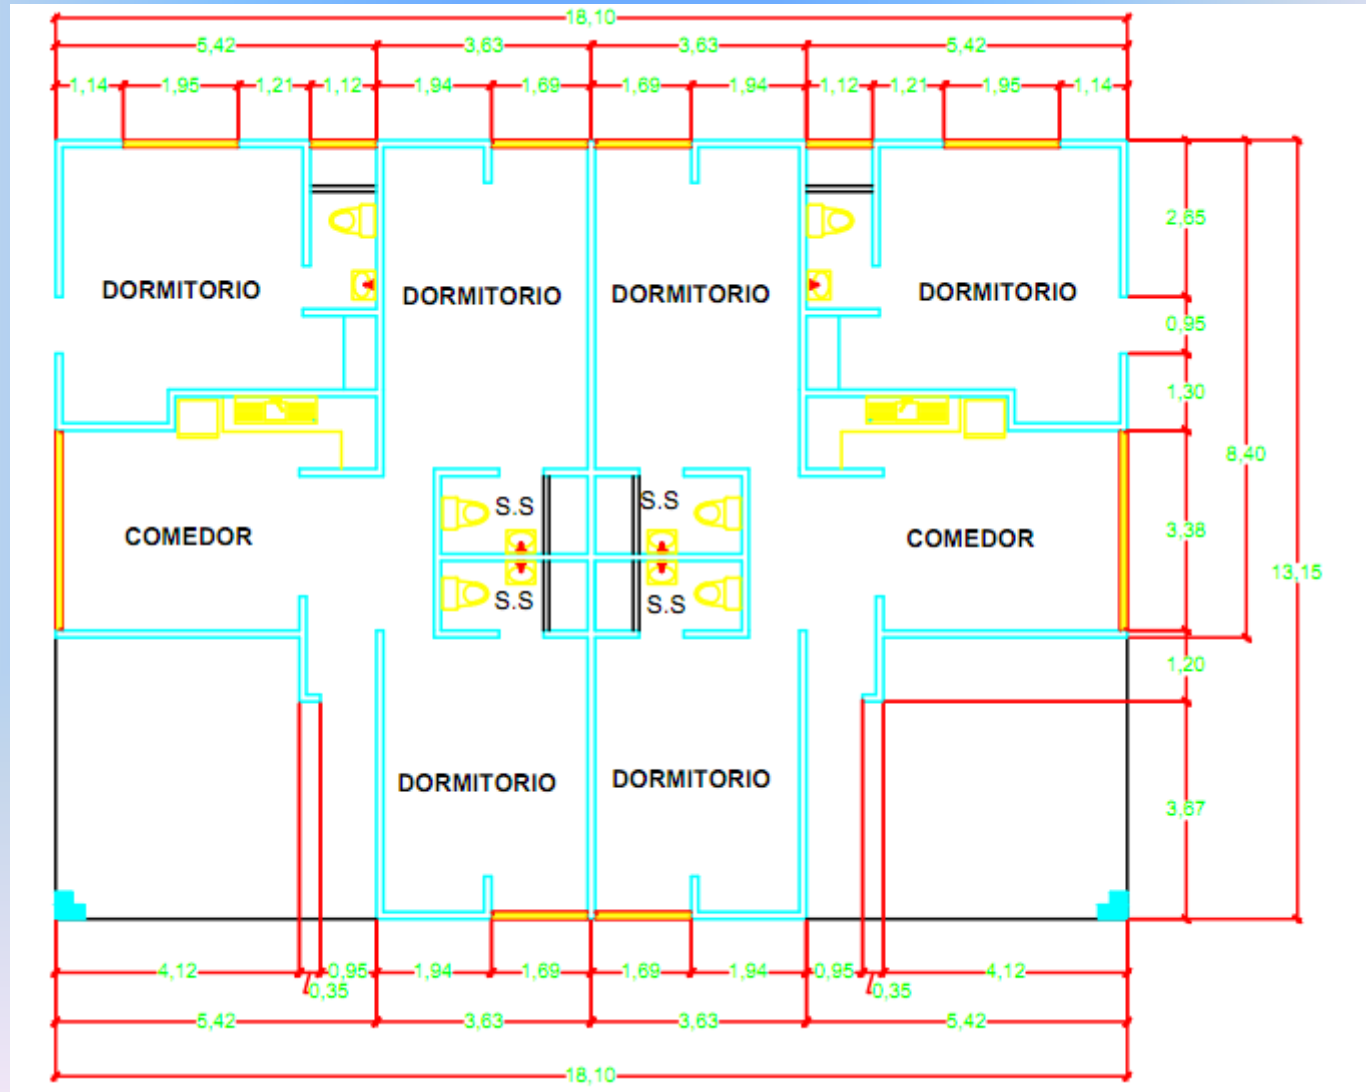 18,10
5,42 3,63 3,63 5,42
1,14 1,95 1,21 1,12 1,94 1,69 1,69 1,94 1,12 1,21 1,95 1,14
2,65
DORMITORIO DORMITORIO DORMITORIO DORMITORIO
0,95
1,30
8,40
S.S S.S
COMEDOR COMEDOR 3,38
13,15
S.S S.S
1,20
DORMITORIO DORMITORIO
3,67
4,12 0,95 1,94 1,69 1,69 1,94 0,95 4,12
0,35 0,35
5,42 3,63 3,63 5,42
18,10